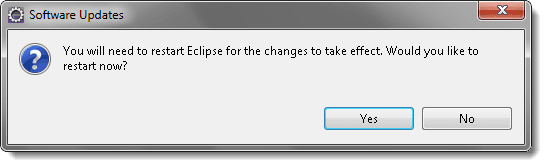 Software Updates
You will need to restart Eclipse for the changes to take effect. Would you like to
restart now?
Yes
No